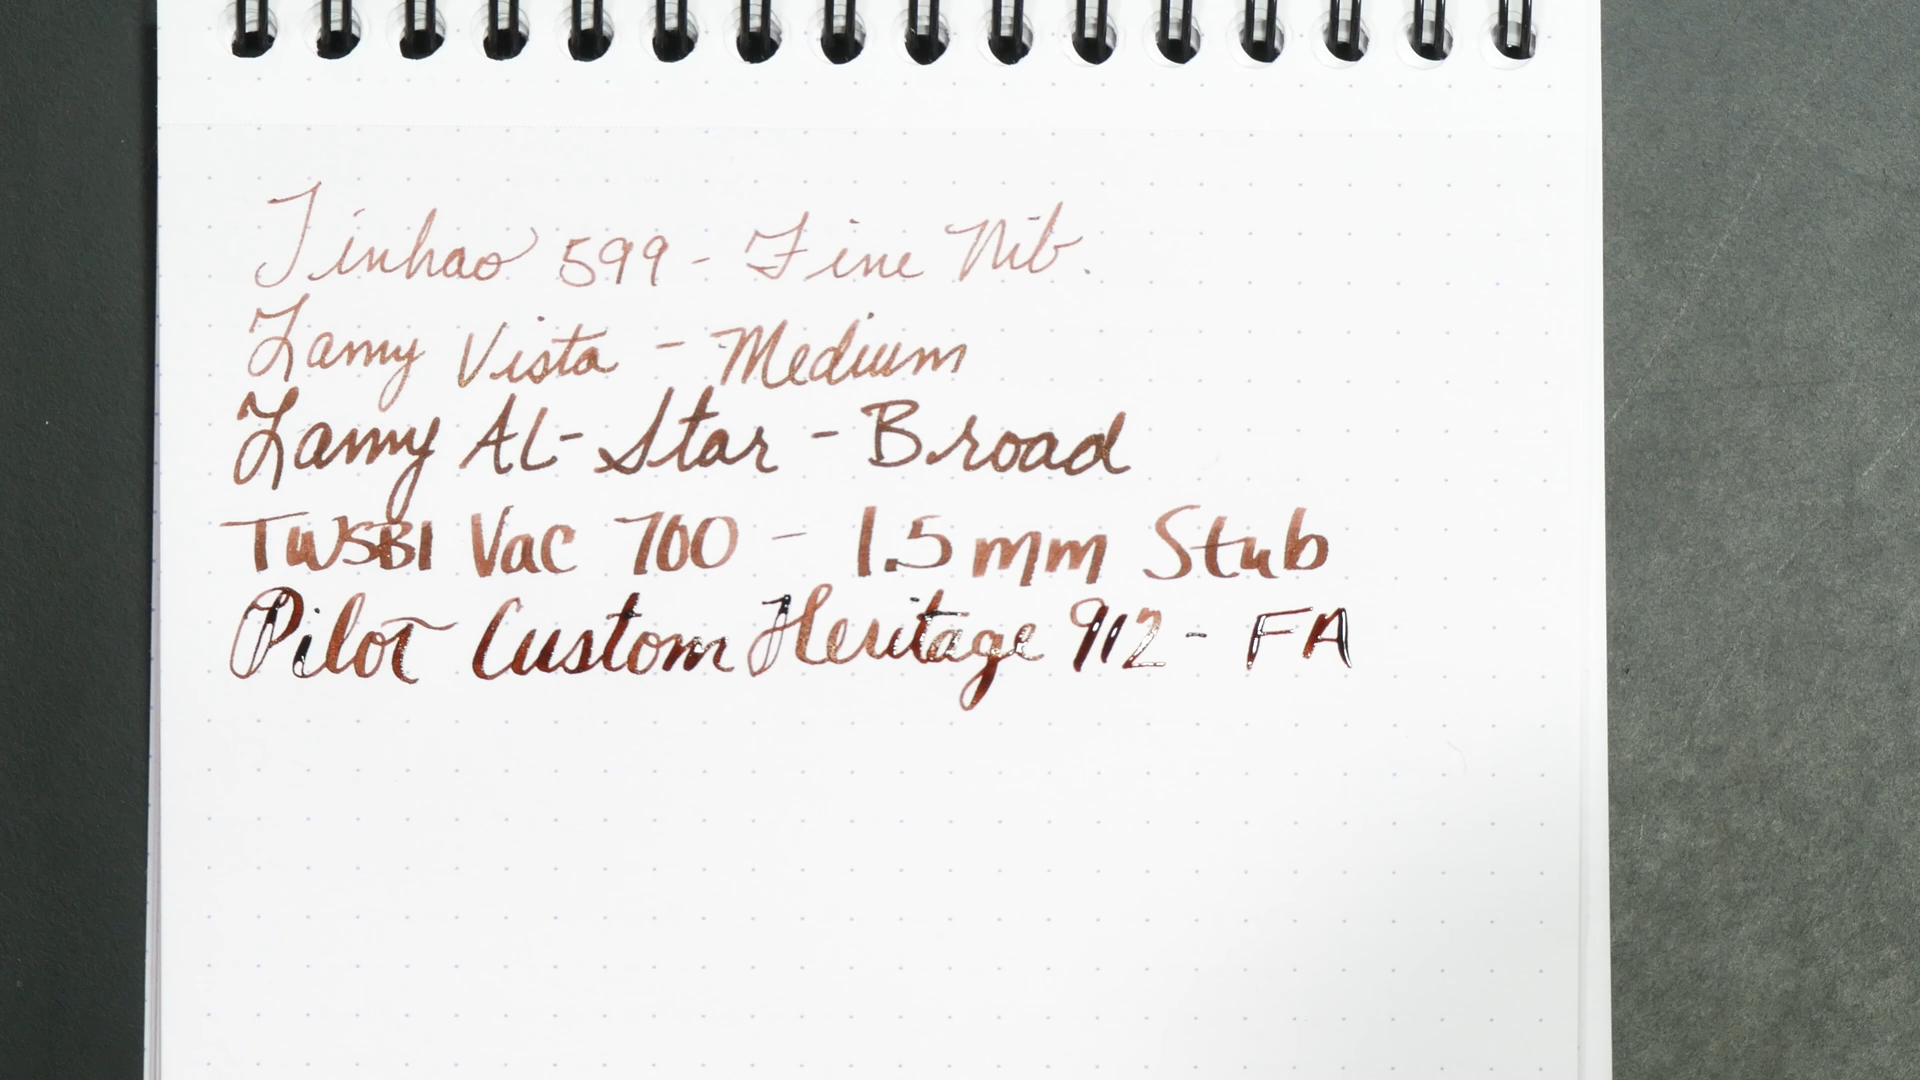 Jinhao 599 - Fine Nib.
Lamy Vista - Medium
Lamy AL-Star - Broad
TWSBI Vac 700 - 1.5mm Stub
Pilot Custom Heritage 912 - FA